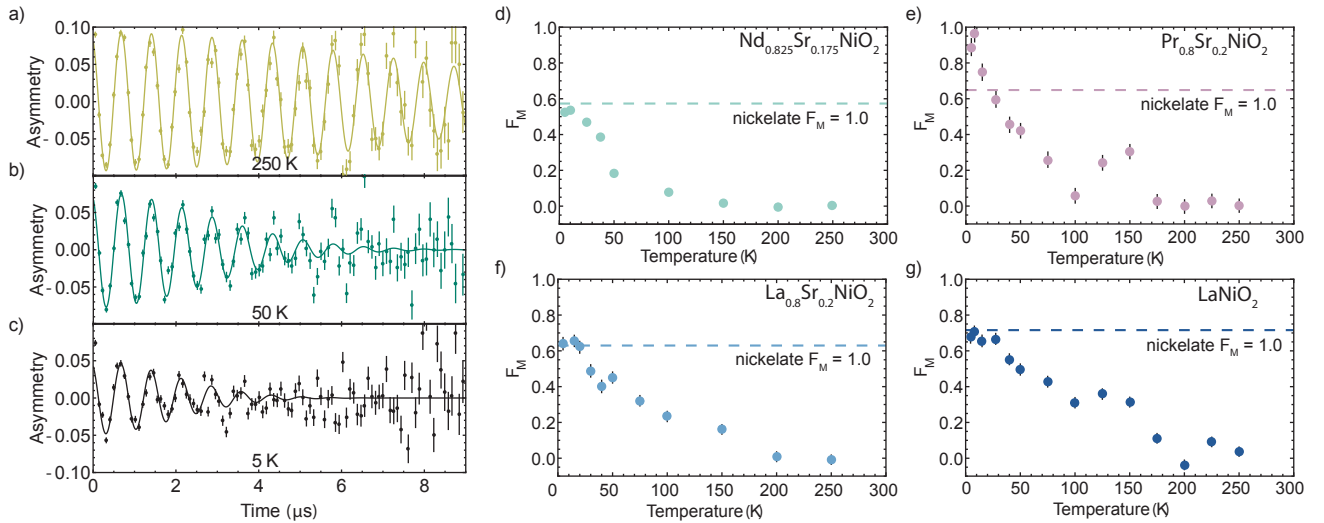 a)
0.10
0.05
0.00
- 0.05
Asymmetry
250 K
b)
0.05
0.00
- 0.05
Asymmetry
50 K
c)
0.05
0.00
- 0.05
- 0.10
Asymmetry
5 K
0 2 4 6 8
Time (μs)
d)
Nd0.825Sr0.175NiO2
1.0
0.8
0.6
0.4
0.2
0.0
FM
nickelate FM = 1.0
0 50 100 150 200 250 300
Temperature (K)
e)
Pr0.8Sr0.2NiO2
1.0
0.8
0.6
0.4
0.2
0.0
FM
nickelate FM = 1.0
0 50 100 150 200 250 300
Temperature (K)
f)
La0.8Sr0.2NiO2
1.0
0.8
0.6
0.4
0.2
0.0
FM
nickelate FM = 1.0
0 50 100 150 200 250 300
Temperature (K)
g)
LaNiO2
1.0
0.8
0.6
0.4
0.2
0.0
FM
nickelate FM = 1.0
0 50 100 150 200 250 300
Temperature (K)